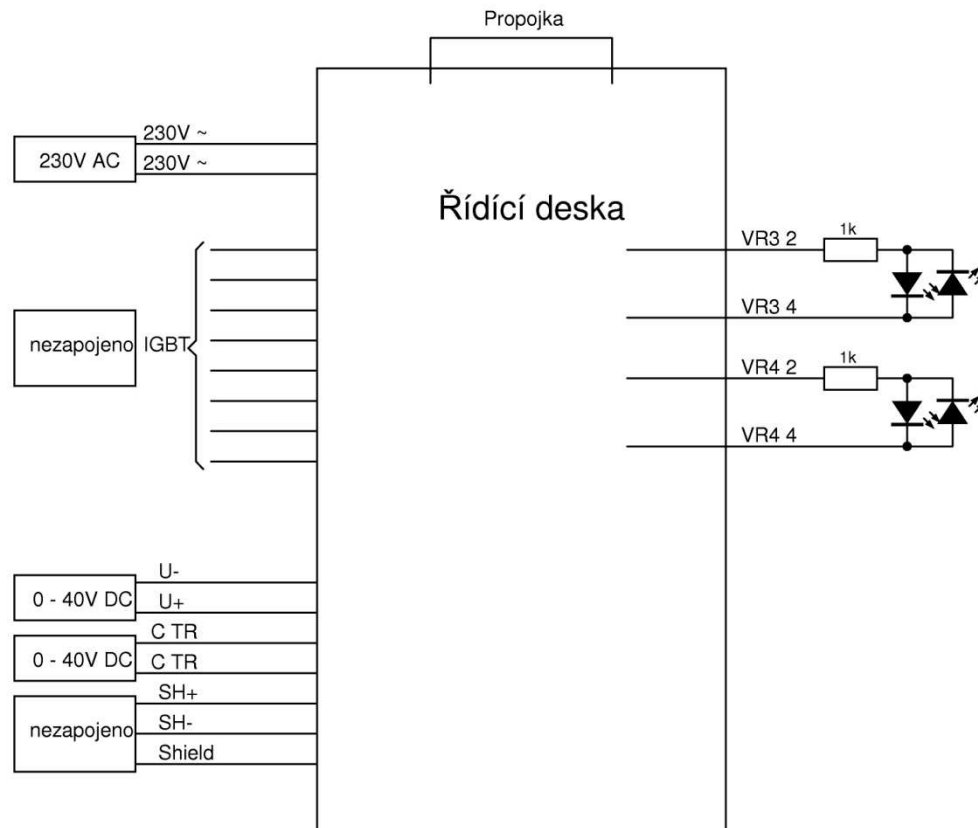 Propojka
230V ~
230V AC
230V ~
Řídící deska
VR3 2
1k
VR3 4
nezapojeno
IGBT
VR4 2
1k
VR4 4
U-
0 - 40V DC
U+
C TR
0 - 40V DC
C TR
SH+
nezapojeno
SH-
Shield